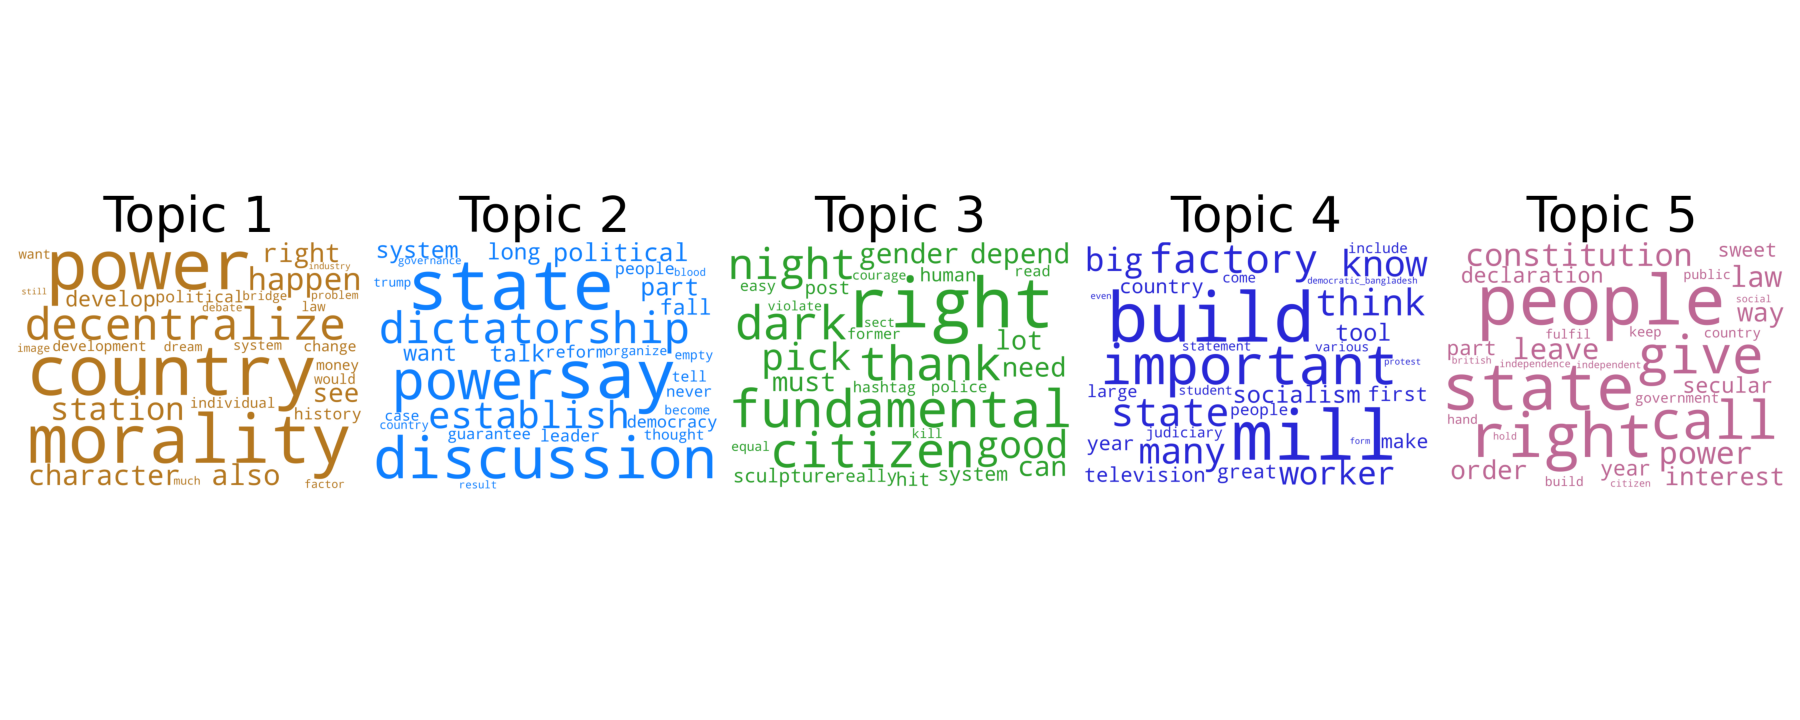 Topic 1
want power right
industry
happen
still develop political bridge problem
debate law
decentralize
image development dream system change
country money
would
station individual see
history
morality
character much also factor
Topic 2
system long political
governance
people blood
trump state part
fall
dictatorship
want talk reform organize empty
power say tell
never
case establish become
country democracy
guarantee leader thought
discussion
result
Topic 3
night gender depend
courage human read
easy post
violate right
dark sect
former lot
pick thank need
must hashtag police
fundamental
kill
equal citizen good
sculpture really hit system can
Topic 4
big factory include
know
country come democratic_bangladesh
even build think
tool
statement various
important protest
large student socialism first
state people
judiciary
year many mill form make
television great worker
Topic 5
constitution sweet
declaration public law
people social
way
fulfil keep country
part leave give
british independence independent
state secular
government
hand right call
hold
order year power
build citizen interest